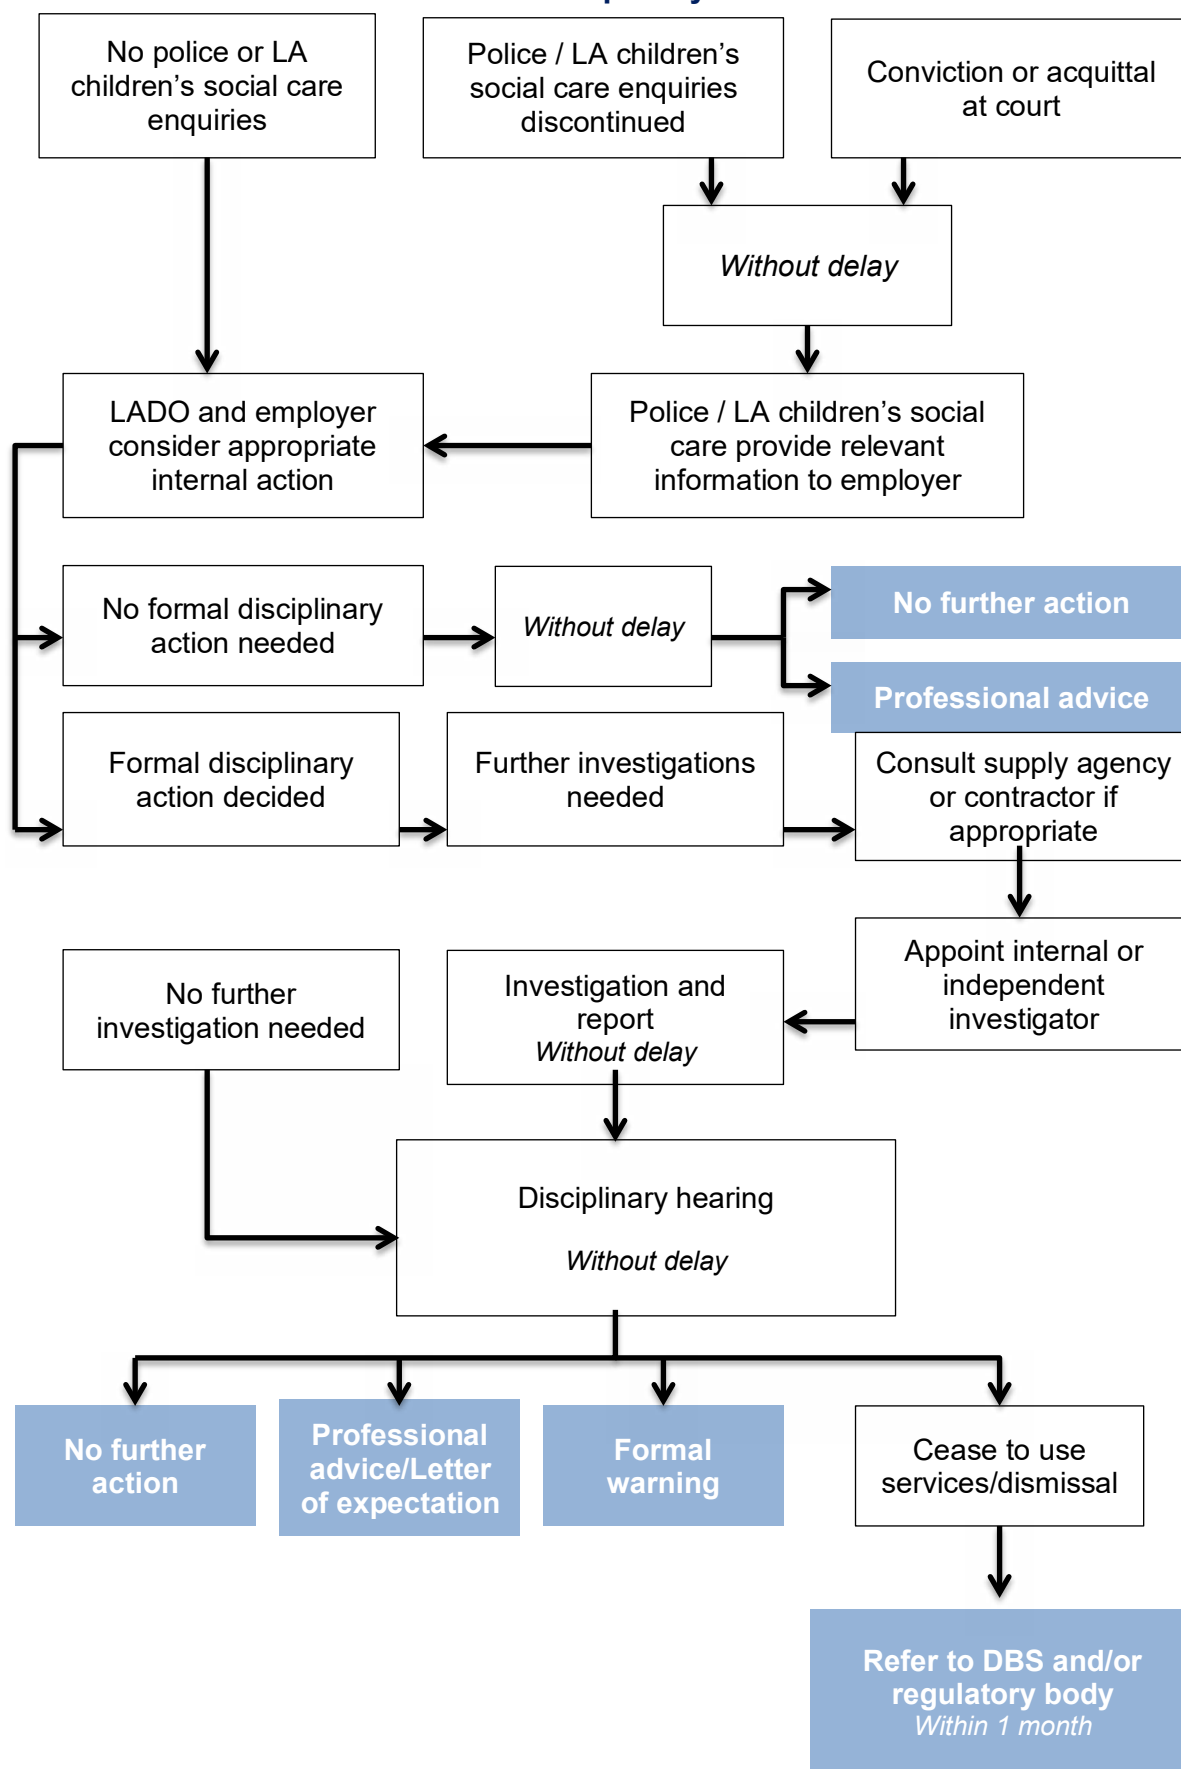 No police or LA
children’s social care
enquiries
Police / LA children’s
social care enquiries
discontinued
Conviction or acquittal
at court
Without delay
LADO and employer
consider appropriate
internal action
Police / LA children’s social
care provide relevant
information to employer
No formal disciplinary
action needed
Without delay
No further action
Professional advice
Formal disciplinary
action decided
Further investigations
needed
Consult supply agency
or contractor if
appropriate
No further
investigation needed
Investigation and
report
Without delay
Appoint internal or
independent
investigator
Disciplinary hearing
Without delay
No further
action
Professional
advice/Letter
of expectation
Formal
warning
Cease to use
services/dismissal
Refer to DBS and/or
regulatory body
Within 1 month